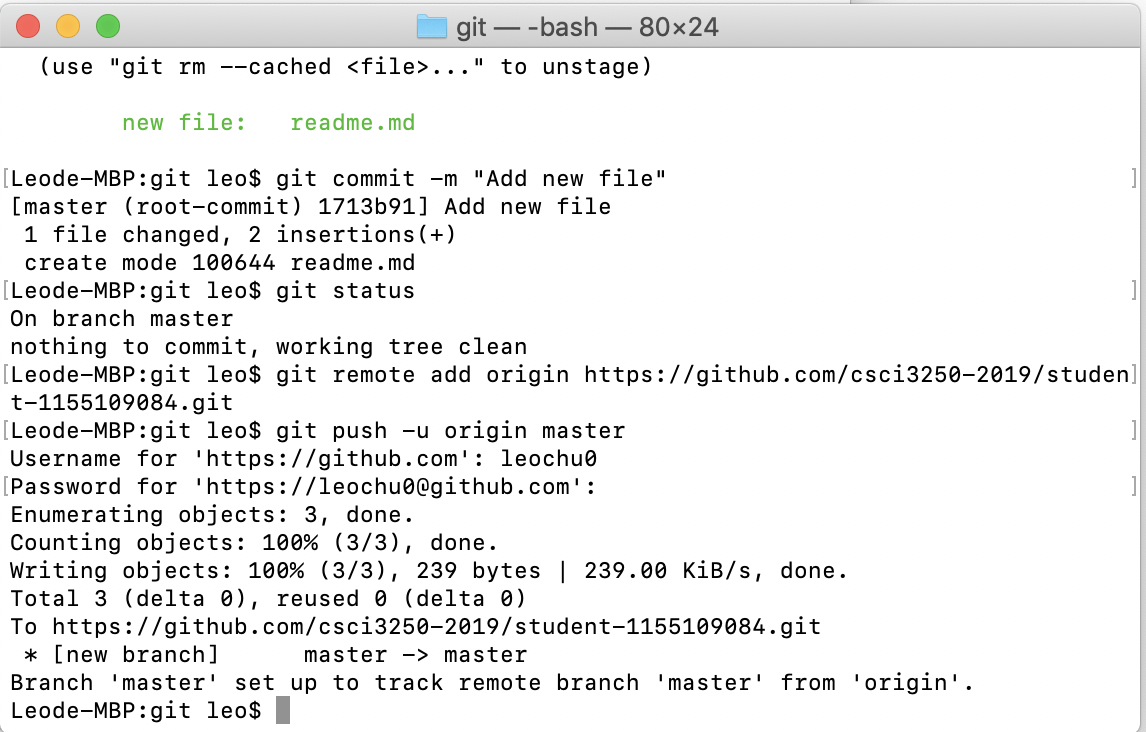 git — -bash — 80×24
(use "git rm --cached <file>..." to unstage)
new file:   readme.md
[Leode-MBP:git leo$ git commit -m "Add new file" ]
[master (root-commit) 1713b91] Add new file
1 file changed, 2 insertions(+)
create mode 100644 readme.md
[Leode-MBP:git leo$ git status ]
On branch master
nothing to commit, working tree clean
[Leode-MBP:git leo$ git remote add origin https://github.com/csci3250-2019/studen]
t-1155109084.git
[Leode-MBP:git leo$ git push -u origin master ]
Username for 'https://github.com': leochu0
[Password for 'https://leochu0@github.com': ]
Enumerating objects: 3, done.
Counting objects: 100% (3/3), done.
Writing objects: 100% (3/3), 239 bytes | 239.00 KiB/s, done.
Total 3 (delta 0), reused 0 (delta 0)
To https://github.com/csci3250-2019/student-1155109084.git
* [new branch]      master -> master
Branch 'master' set up to track remote branch 'master' from 'origin'.
Leode-MBP:git leo$